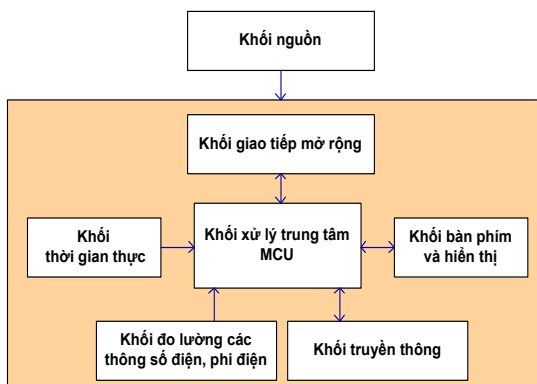 Khối nguồn
Khối giao tiếp mở rộng
Khối
thời gian thực
Khối xử lý trung tâm
MCU
Khối bàn phím
và hiển thị
Khối đo lường các
thông số điện, phi điện
Khối truyền thông